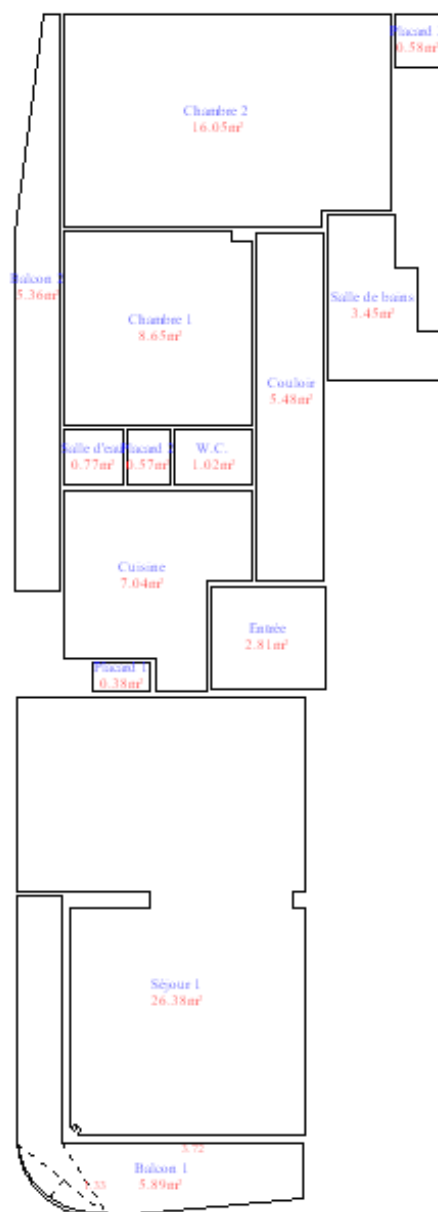 Placard
0.58m²
Chambre 2
16.05m²
Balcon 2
5.36m²
Salle de bains
3.45m²
Chambre 1
8.65m²
Couloir
5.48m²
Salle d'eau
0.77m²
Placard 2
0.57m²
W.C.
1.02m²
Cuisine
7.04m²
Entrée
2.81m²
Placard 1
0.38m²
Séjour 1
26.38m²
3.72
Balcon 1
5.89m²